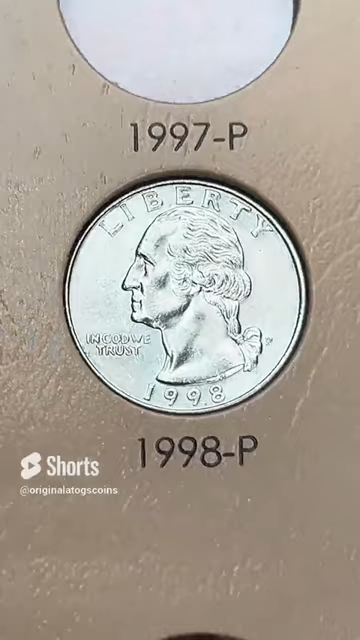 1997-P
LIBERTY
IN GOD WE
TRUST
P
1998
1998-P
Shorts
@originalatogscoins